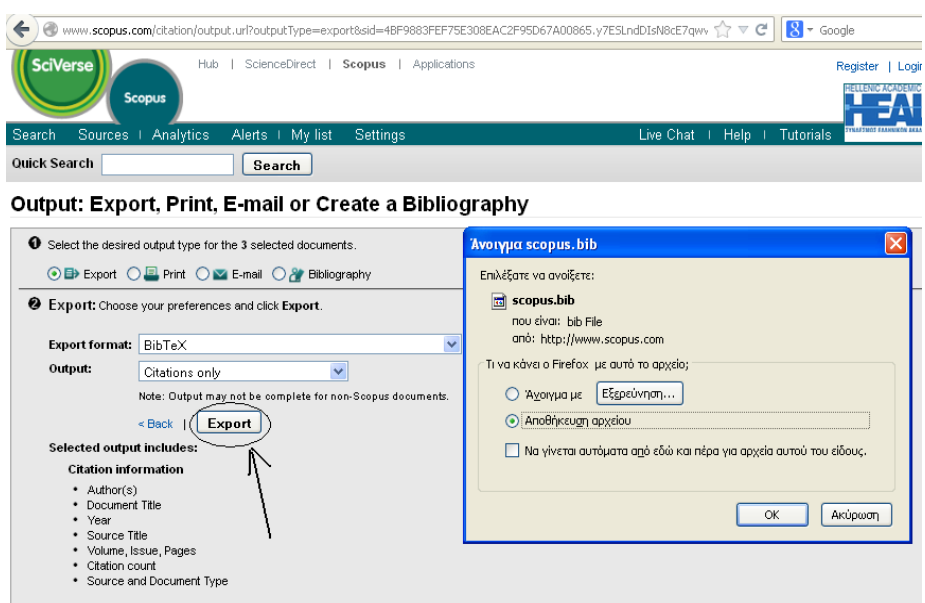 www.scopus.com/citation/output.url?outputType=export&sid=4BF9883FEF75E308EAC2F95D67A00865.y7ESLndDIsN8cE7qwv Google
SciVerse Hub | ScienceDirect | Scopus | Applications Register | Login
Scopus HELLENIC ACADEMIC
HEAL
Search Sources | Analytics Alerts | My list Settings Live Chat | Help | Tutorials
Quick Search Search
Output: Export, Print, E-mail or Create a Bibliography
❶ Select the desired output type for the 3 selected documents.
Export Print E-mail Bibliography
❷ Export: Choose your preferences and click Export.
Export format: BibTeX
Output: Citations only
Note: Output may not be complete for non-Scopus documents.
< Back | Export
Selected output includes:
Citation information
• Author(s)
• Document Title
• Year
• Source Title
• Volume, Issue, Pages
• Citation count
• Source and Document Type
Άνοιγμα scopus.bib
Επιλέξατε να ανοίξετε:
scopus.bib
που είναι: bib File
από: http://www.scopus.com
Τι να κάνει ο Firefox με αυτό το αρχείο;
Άνοιγμα με Εξερεύνηση...
Αποθήκευση αρχείου
Να γίνεται αυτόματα από εδώ και πέρα για αρχεία αυτού του είδους.
OK Ακύρωση